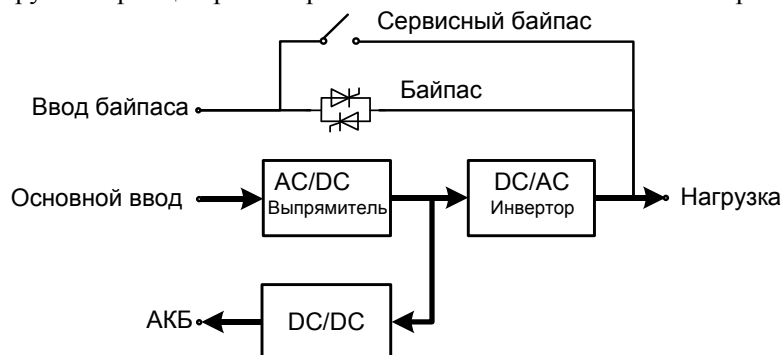 Сервисный байпас
Ввод байпаса
Байпас
Основной ввод
AC/DC
Выпрямитель
DC/AC
Инвертор
Нагрузка
АКБ
DC/DC